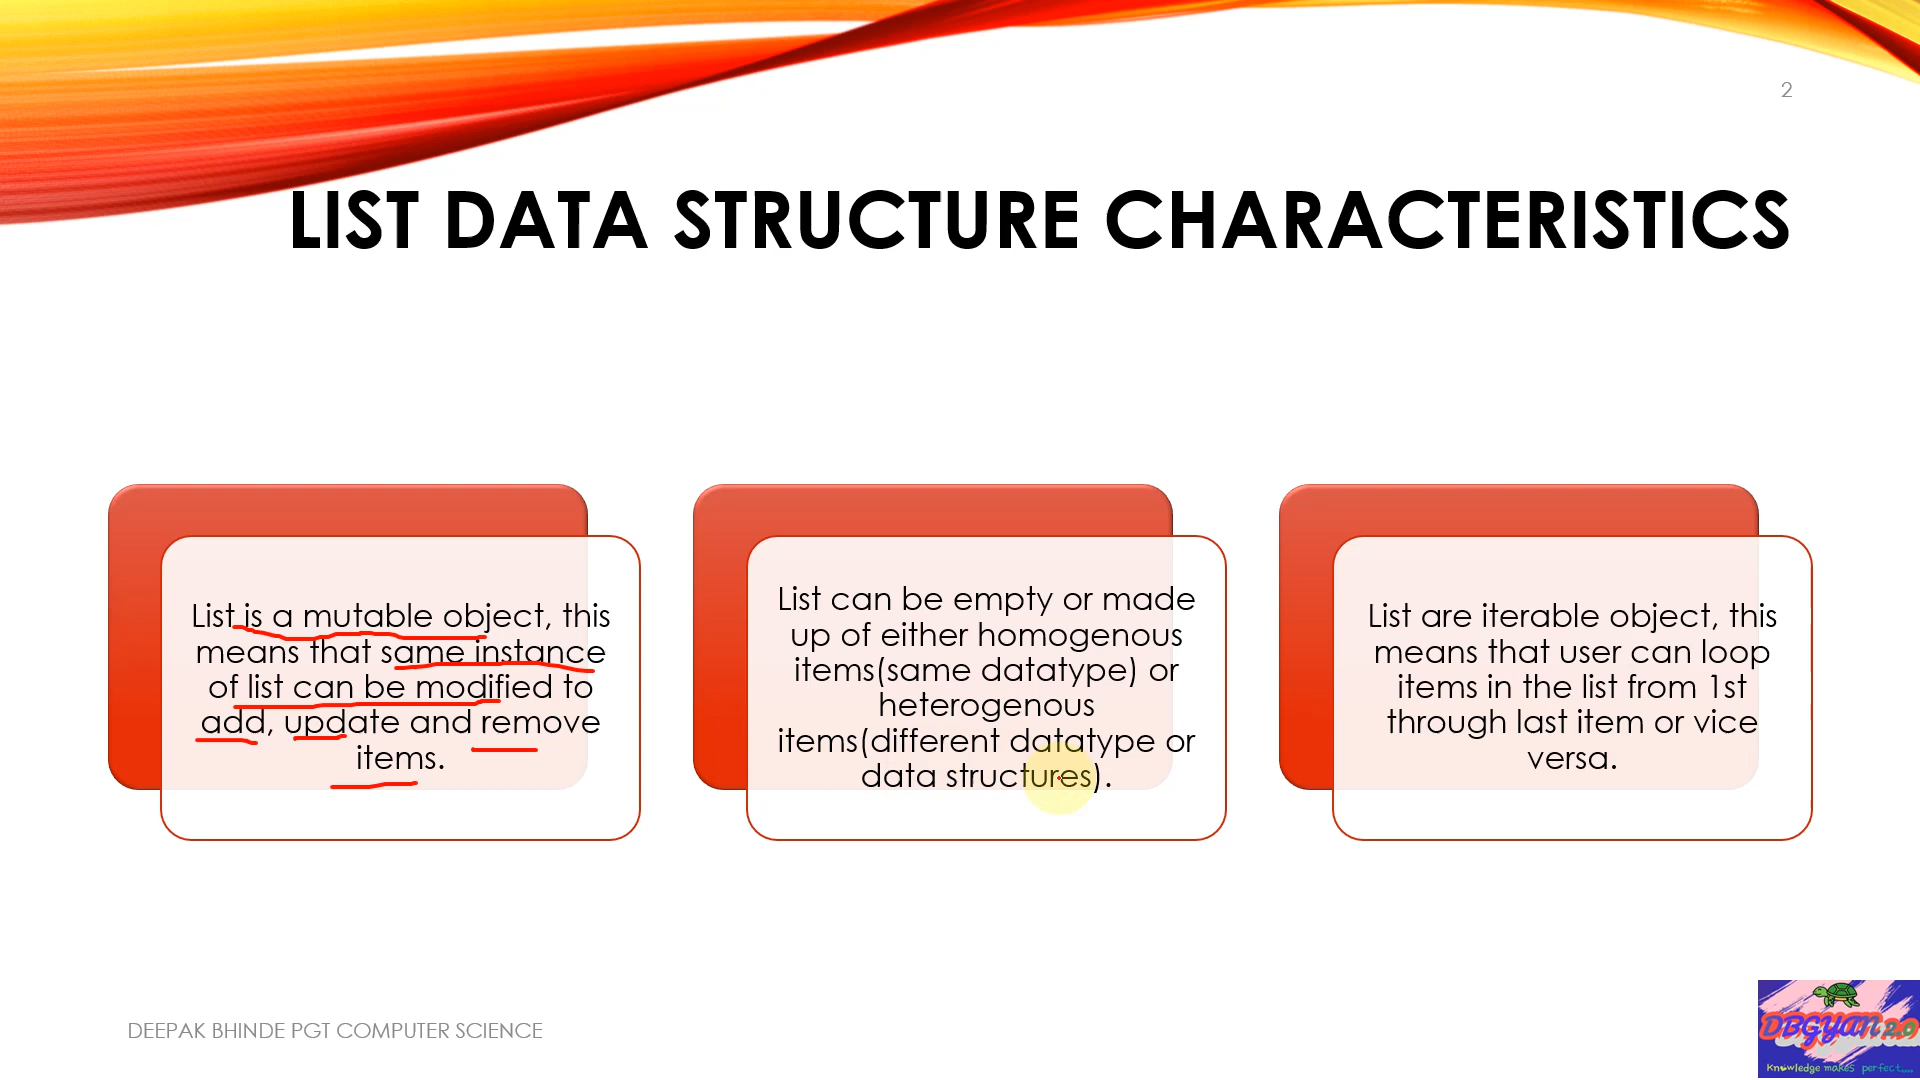 2
LIST DATA STRUCTURE CHARACTERISTICS
List is a mutable object, this
means that same instance
of list can be modified to
add, update and remove
items.
List can be empty or made
up of either homogenous
items(same datatype) or
heterogenous
items(different datatype or
data structures).
List are iterable object, this
means that user can loop
items in the list from 1st
through last item or vice
versa.
DEEPAK BHINDE PGT COMPUTER SCIENCE
DBGYAN 2.0
Knowledge makes perfect....